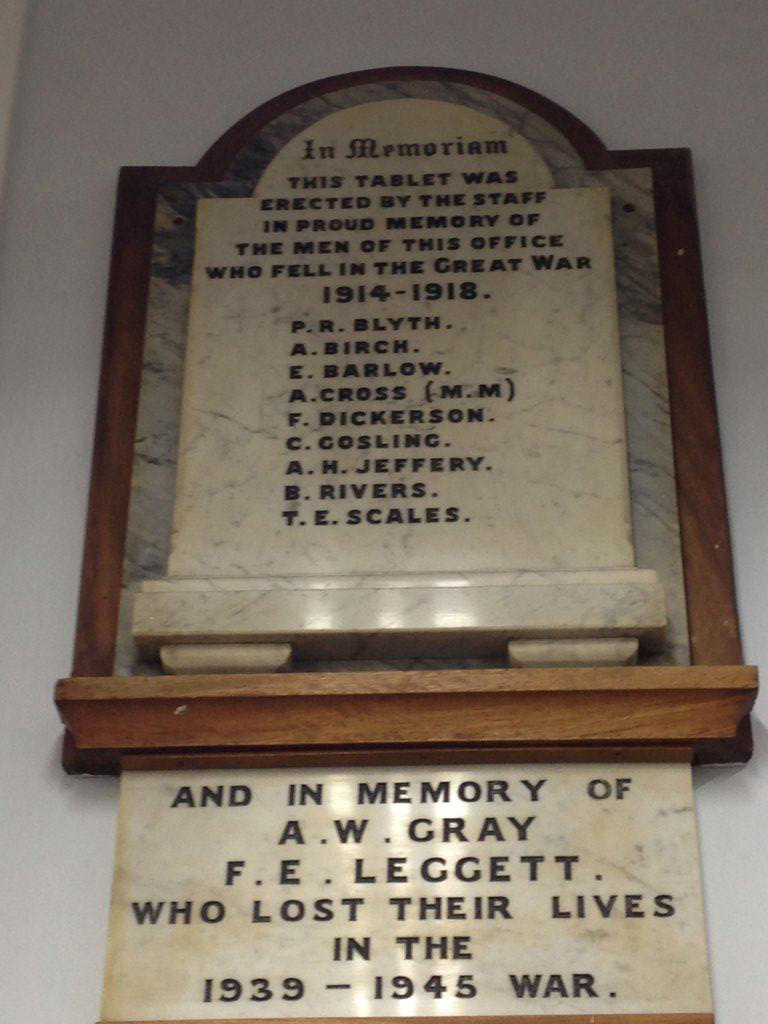 In Memoriam
THIS TABLET WAS
ERECTED BY THE STAFF
IN PROUD MEMORY OF
THE MEN OF THIS OFFICE
WHO FELL IN THE GREAT WAR
1914-1918.
P.R. BLYTH.
A. BIRCH.
E. BARLOW.
A. CROSS (M.M)
F. DICKERSON.
C. GOSLING.
A. H. JEFFERY.
B. RIVERS.
T. E. SCALES.
AND IN MEMORY OF
A.W. GRAY
F.E. LEGGETT.
WHO LOST THEIR LIVES
IN THE
1939 – 1945 WAR.